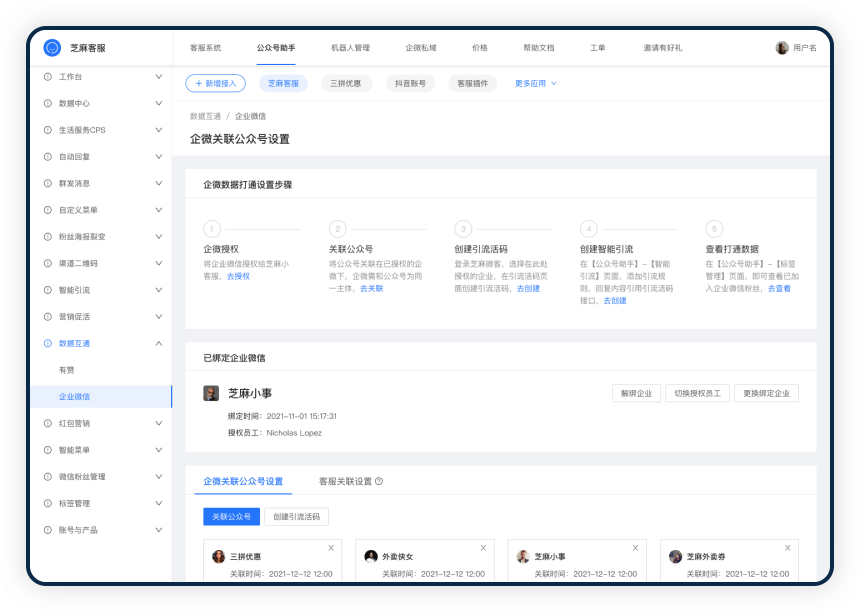 芝麻客服
客服系统 公众号助手 机器人管理 企微私域 价格 帮助文档 工单 邀请有好礼 用户名
工作台
数据中心
生活服务CPS
自动回复
群发消息
自定义菜单
粉丝海报裂变
渠道二维码
智能引流
营销促活
数据互通
有赞
企业微信
红包营销
智能菜单
微信粉丝管理
标签管理
账号与产品
+ 新增接入 芝麻客服 三拼优惠 抖音账号 客服插件 更多应用
数据互通 / 企业微信
企微关联公众号设置
企微数据打通设置步骤
1
企微授权
将企业微信授权给芝麻小
客服，去授权
2
关联公众号
将公众号关联在已授权的企
微下，企微需和公众号为同
一主体，去关联
3
创建引流活码
登录芝麻微客，选择在此处
授权的企业，在引流活码页
面创建引流活码，去创建
4
创建智能引流
在【公众号助手】-【智能
引流】页面，添加引流规
则，回复内容引用引流活码
接口，去创建
5
查看打通数据
在【公众号助手】-【标签
管理】页面，即可查看已加
入企业微信粉丝，去查看
已绑定企业微信
芝麻小事
解绑企业 切换授权员工 更换绑定企业
绑定时间：2021-11-01 15:17:31
授权员工：Nicholas Lopez
企微关联公众号设置 客服关联设置
关联公众号 创建引流活码
三拼优惠 X
关联时间：2021-12-12 12:00
外卖侠女 X
关联时间：2021-12-12 12:00
芝麻小事 X
关联时间：2021-12-12 12:00
芝麻外卖券 X
关联时间：2021-12-12 12:00